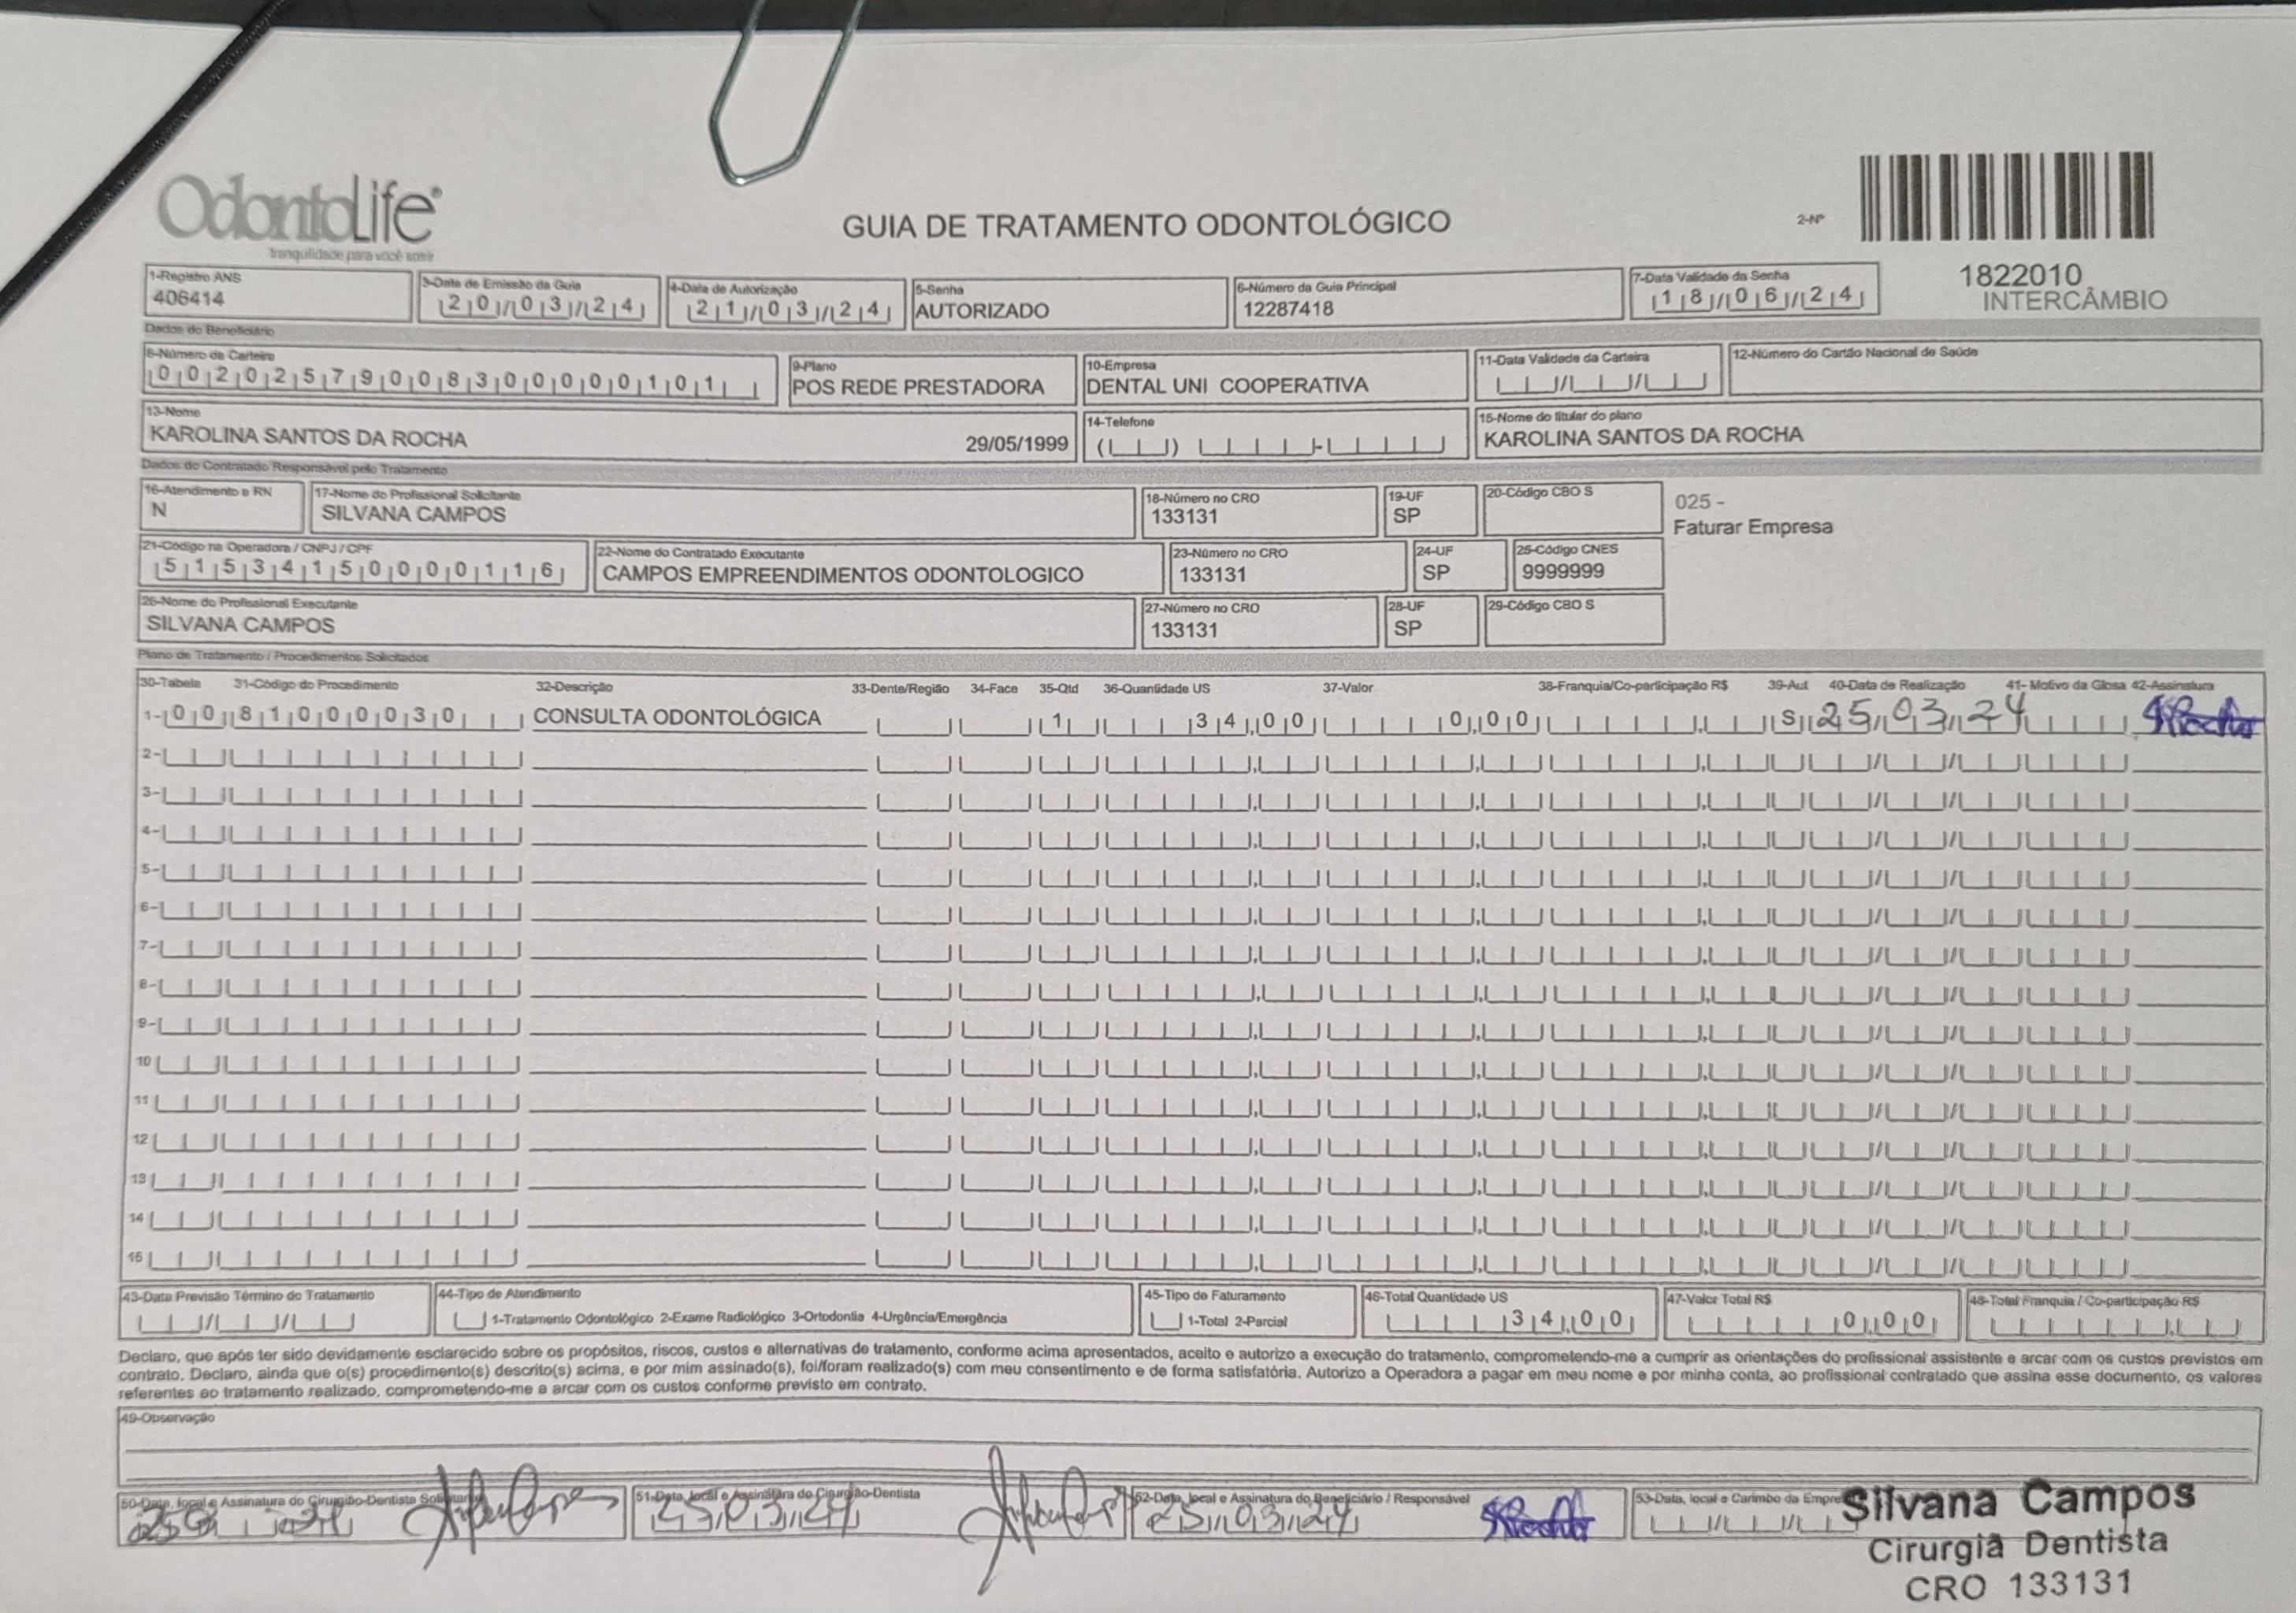 OdontoLife®
tranquilidade para você sorrir
GUIA DE TRATAMENTO ODONTOLÓGICO
2-Nº
1822010
INTERCÂMBIO
1-Registro ANS
406414
3-Data de Emissão da Guia
20/03/24
4-Data de Autorização
21/03/24
5-Senha
AUTORIZADO
6-Número da Guia Principal
12287418
7-Data Validade da Senha
18/06/24
Dados do Beneficiário
8-Número da Carteira
00202579008300000101
9-Plano
POS REDE PRESTADORA
10-Empresa
DENTAL UNI COOPERATIVA
11-Data Validade da Carteira
12-Número do Cartão Nacional de Saúde
13-Nome
KAROLINA SANTOS DA ROCHA 29/05/1999
14-Telefone
15-Nome do titular do plano
KAROLINA SANTOS DA ROCHA
Dados do Contratado Responsável pelo Tratamento
16-Atendimento a RN
N
17-Nome do Profissional Solicitante
SILVANA CAMPOS
18-Número no CRO
133131
19-UF
SP
20-Código CBO S
025 -
Faturar Empresa
21-Código na Operadora / CNPJ / CPF
51534150000116
22-Nome do Contratado Executante
CAMPOS EMPREENDIMENTOS ODONTOLOGICO
23-Número no CRO
133131
24-UF
SP
25-Código CNES
9999999
26-Nome do Profissional Executante
SILVANA CAMPOS
27-Número no CRO
133131
28-UF
SP
29-Código CBO S
Plano de Tratamento / Procedimentos Solicitados
30-Tabela 31-Código do Procedimento 32-Descrição 33-Dente/Região 34-Face 35-Qtd 36-Quantidade US 37-Valor 38-Franquia/Co-participação R$ 39-Aut 40-Data de Realização 41- Motivo da Glosa 42-Assinatura
1- 00 81000030 CONSULTA ODONTOLÓGICA 1 34,00 0,00 S 25/03/24
2-
3-
4-
5-
6-
7-
8-
9-
10
11
12
13
14
15
43-Data Previsão Término do Tratamento
44-Tipo de Atendimento
1-Tratamento Odontológico 2-Exame Radiológico 3-Ortodontia 4-Urgência/Emergência
45-Tipo de Faturamento
1-Total 2-Parcial
46-Total Quantidade US
34,00
47-Valor Total R$
0,00
48-Total Franquia / Co-participação R$
Declaro, que após ter sido devidamente esclarecido sobre os propósitos, riscos, custos e alternativas de tratamento, conforme acima apresentados, aceito e autorizo a execução do tratamento, comprometendo-me a cumprir as orientações do profissional assistente e arcar com os custos previstos em
contrato. Declaro, ainda que o(s) procedimento(s) descrito(s) acima, e por mim assinado(s), foi/foram realizado(s) com meu consentimento e de forma satisfatória. Autorizo a Operadora a pagar em meu nome e por minha conta, ao profissional contratado que assina esse documento, os valores
referentes ao tratamento realizado, comprometendo-me a arcar com os custos conforme previsto em contrato.
49-Observação
50-Data, local e Assinatura do Cirurgião-Dentista Solicitante
51-Data, local e Assinatura do Cirurgião-Dentista
25/03/24
52-Data, local e Assinatura do Beneficiário / Responsável
25/03/24
53-Data, local e Carimbo da
Silvana Campos
Cirurgiã Dentista
CRO 133131